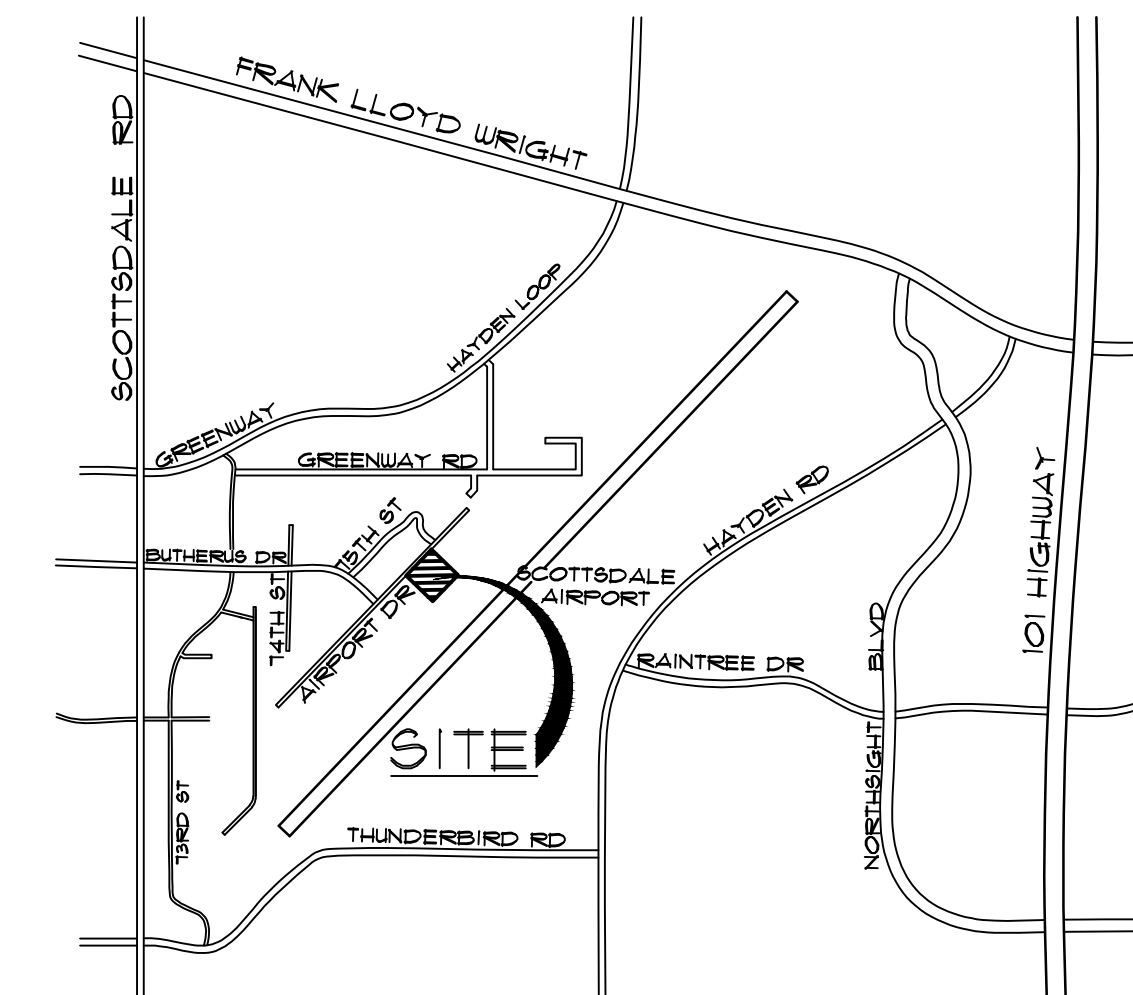 FRANK LLOYD WRIGHT
SCOTTSDALE RD
HAYDEN LOOP
GREENWAY
GREENWAY RD
101 HIGHWAY
HAYDEN RD
75TH ST
BUTHERUS DR
74TH ST
SCOTTSDALE
AIRPORT
AIRPORT DR
RAINTREE DR
NORTHSIGHT BLVD
SITE
73RD ST
THUNDERBIRD RD